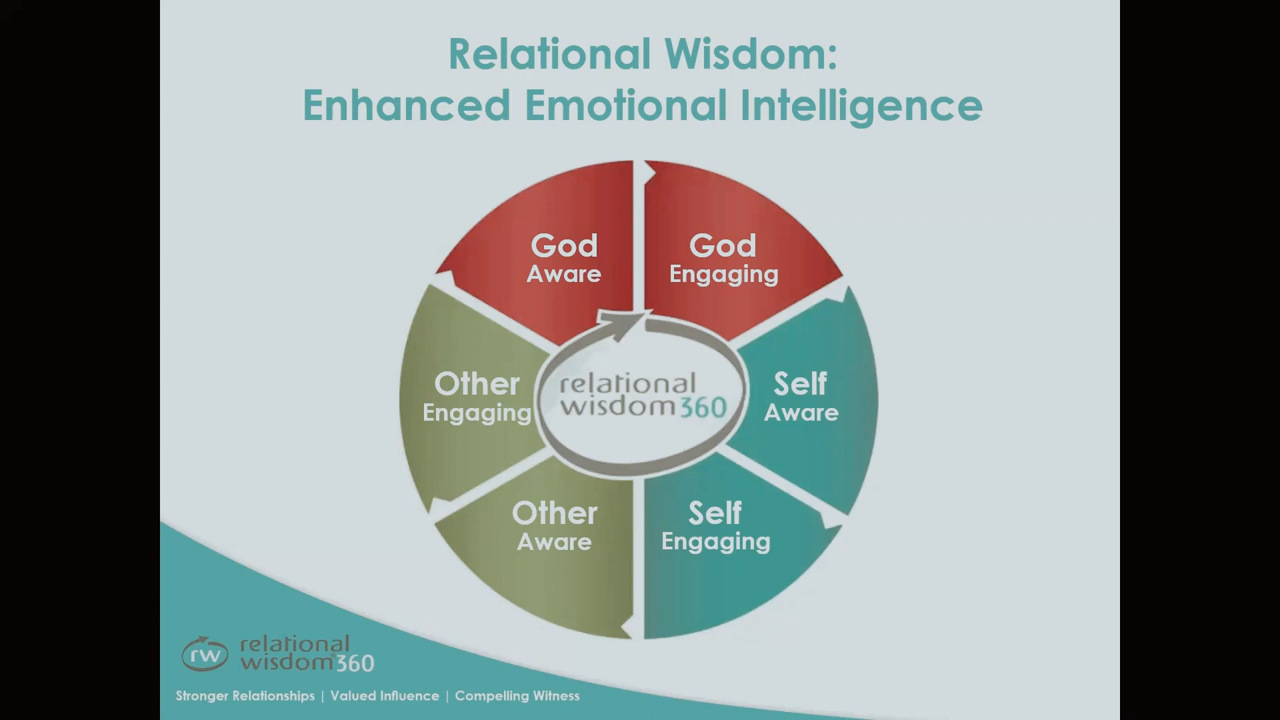 Relational Wisdom:
Enhanced Emotional Intelligence
God
Aware
God
Engaging
Other
Engaging
relational
wisdom360
Self
Aware
Other
Aware
Self
Engaging
rw
relational
wisdom360
Stronger Relationships | Valued Influence | Compelling Witness